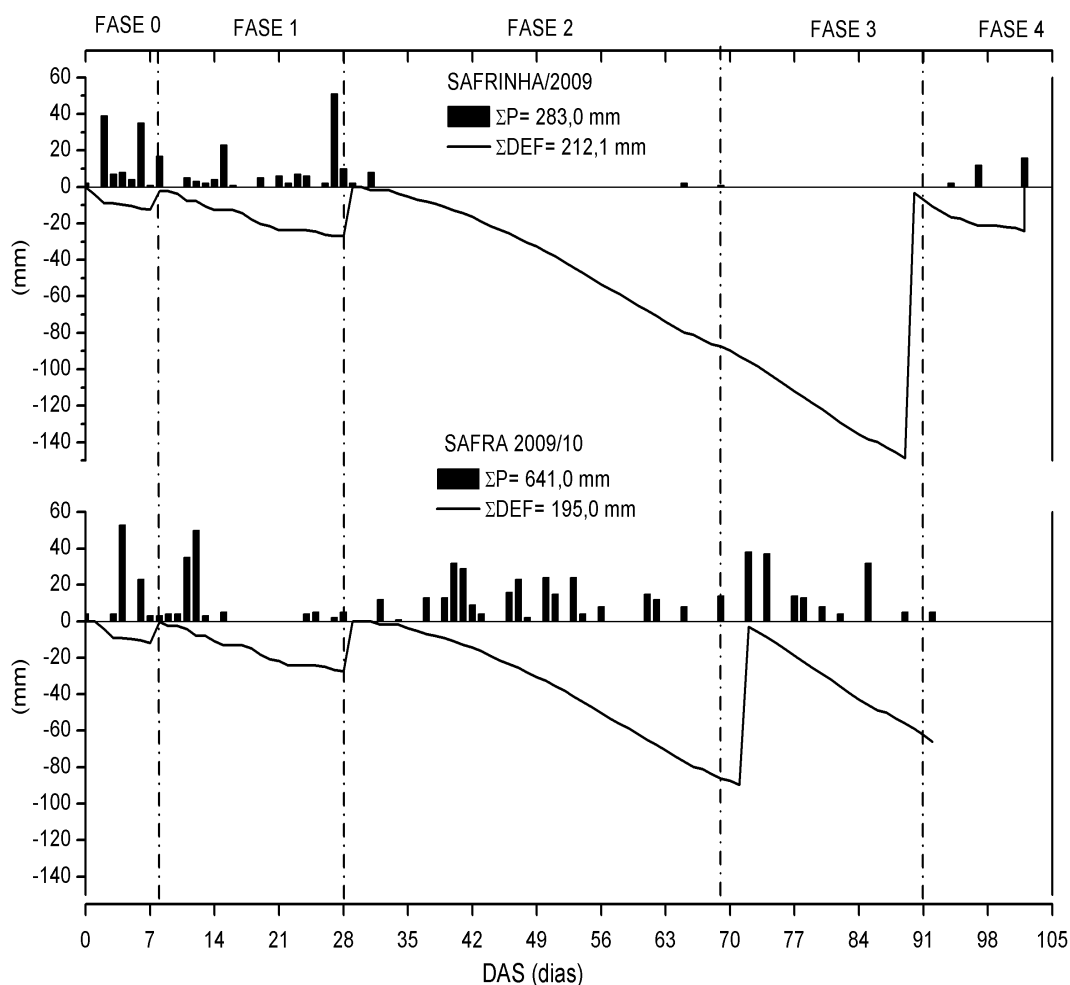 FASE 0 FASE 1 FASE 2 FASE 3 FASE 4
SAFRINHA/2009
ΣP= 283,0 mm
ΣDEF= 212,1 mm
60
40
20
0
-20
-40
-60
-80
-100
-120
-140
(mm)
SAFRA 2009/10
ΣP= 641,0 mm
ΣDEF= 195,0 mm
60
40
20
0
-20
-40
-60
-80
-100
-120
-140
(mm)
0 7 14 21 28 35 42 49 56 63 70 77 84 91 98 105
DAS (dias)